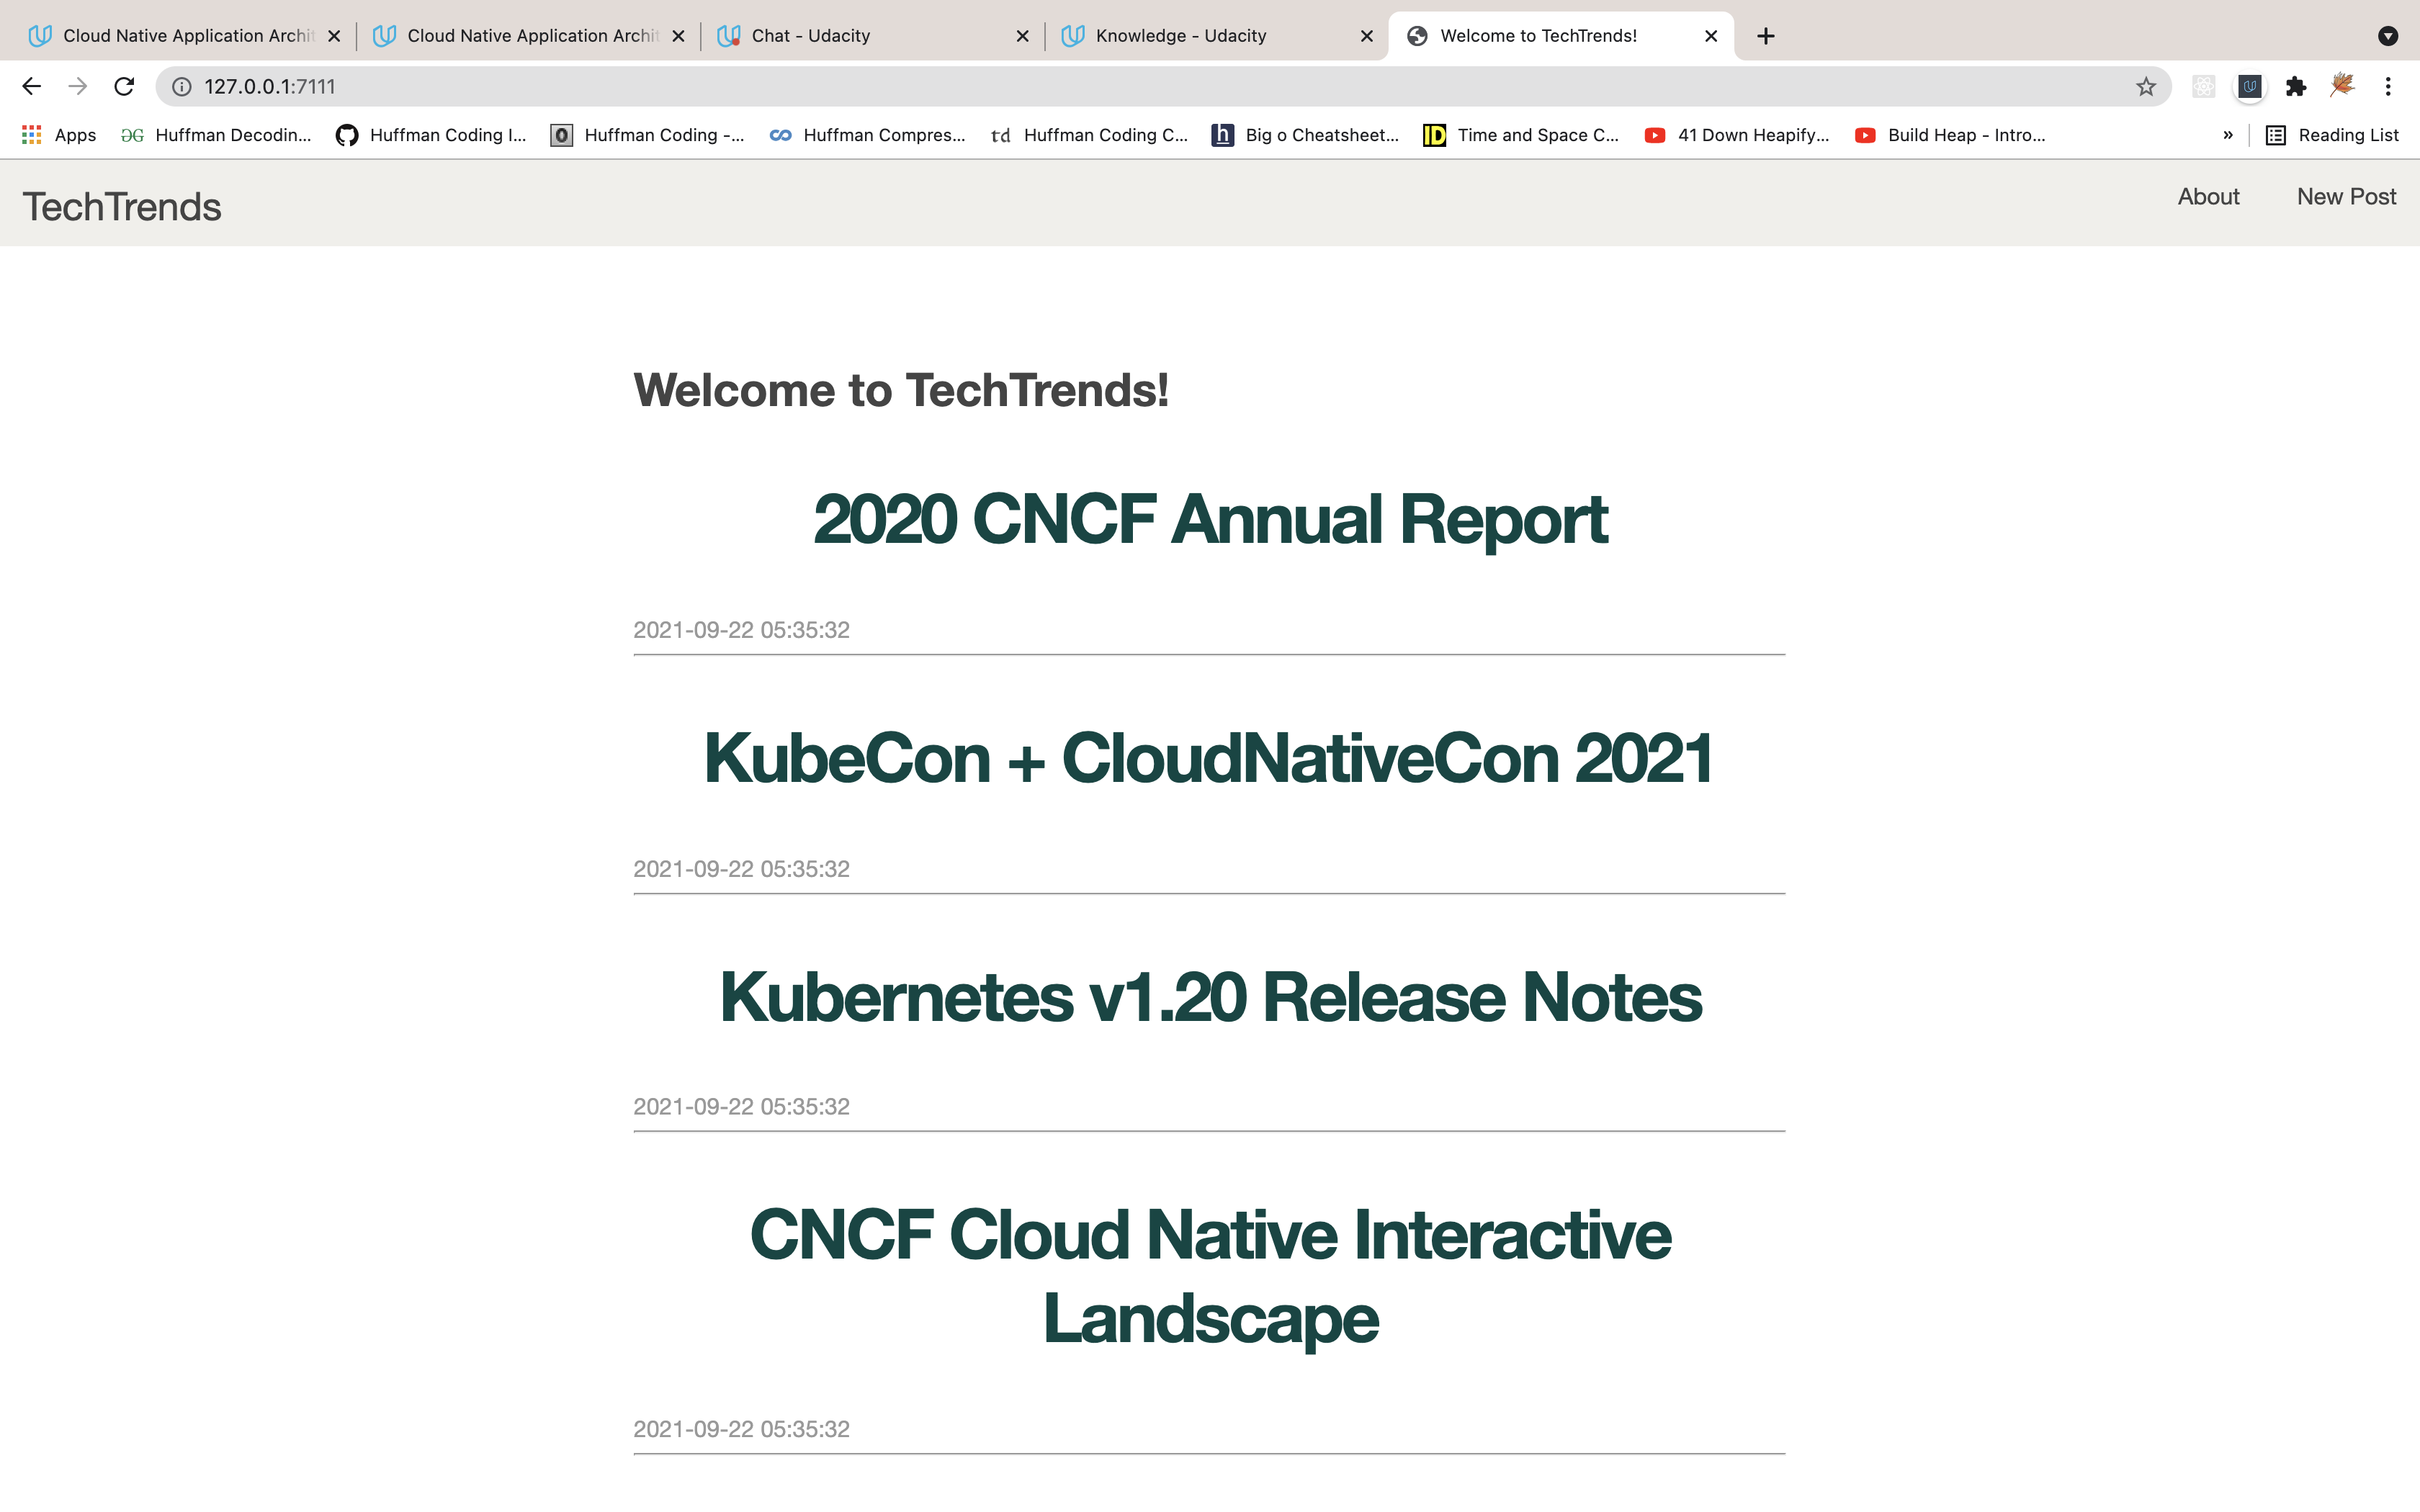 Cloud Native Application Archit
Cloud Native Application Archit
Chat - Udacity
Knowledge - Udacity
Welcome to TechTrends!
127.0.0.1:7111
Apps
Huffman Decodin...
Huffman Coding I...
Huffman Coding -...
Huffman Compres...
Huffman Coding C...
Big o Cheatsheet...
Time and Space C...
41 Down Heapify...
Build Heap - Intro...
»
Reading List
TechTrends
About
New Post
Welcome to TechTrends!
2020 CNCF Annual Report
2021-09-22 05:35:32
KubeCon + CloudNativeCon 2021
2021-09-22 05:35:32
Kubernetes v1.20 Release Notes
2021-09-22 05:35:32
CNCF Cloud Native Interactive
Landscape
2021-09-22 05:35:32